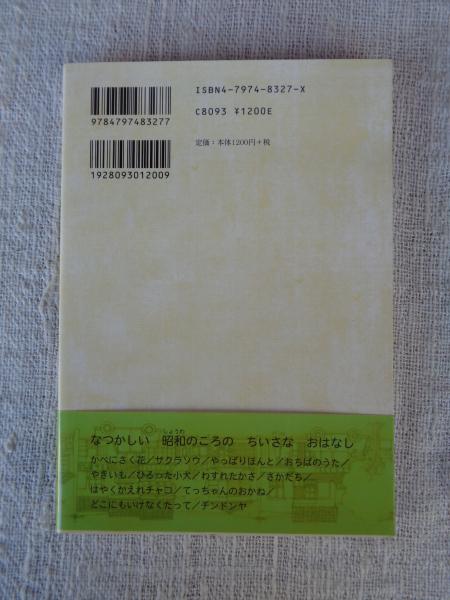 ISBN4-7974-8327-X
C8093 ¥1200E
定価：本体1200円+税
9784797483277
1928093012009
なつかしい 昭和のころの ちいさな おはなし
しょうわ
かべにさく花／サクラソウ／やっぱりほんと／おちばのうた／
やきいも／ひろった小犬／わすれたかさ／さかだち／
はやくかえれチャコ／てっちゃんのおかね／
どこにもいけなくたって／チンドンヤ